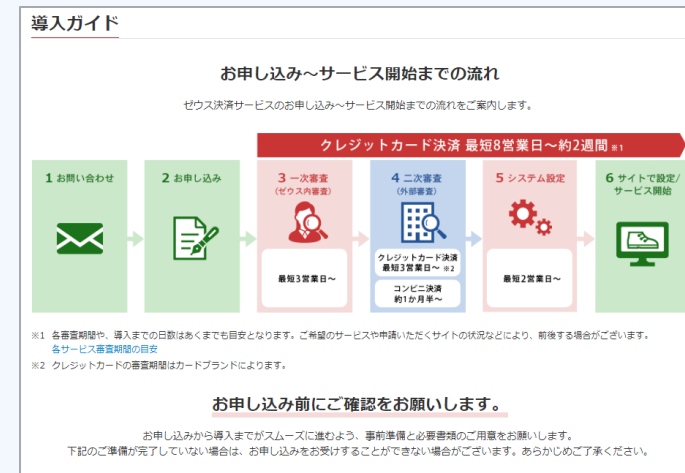 導入ガイド
お申し込み～サービス開始までの流れ
ゼウス決済サービスのお申し込み～サービス開始までの流れをご案内します。
クレジットカード決済 最短8営業日～約2週間 ※1
1 お問い合わせ
2 お申し込み
3 一次審査
(ゼウス内審査)
最短3営業日～
4 二次審査
(外部審査)
クレジットカード決済
最短3営業日～ ※2
コンビニ決済
約1か月半～
5 システム設定
最短2営業日～
6 サイトで設定/
サービス開始
※1 各審査期間や、導入までの日数はあくまでも目安となります。ご希望のサービスや申請いただくサイトの状況などにより、前後する場合がございます。
各サービス審査期間の目安
※2 クレジットカードの審査期間はカードブランドによります。
お申し込み前にご確認をお願いします。
お申し込みから導入までがスムーズに進むよう、事前準備と必要書類のご用意をお願いします。
下記のご準備が完了していない場合は、お申し込みをお受けすることができない場合がございます。あらかじめご了承ください。